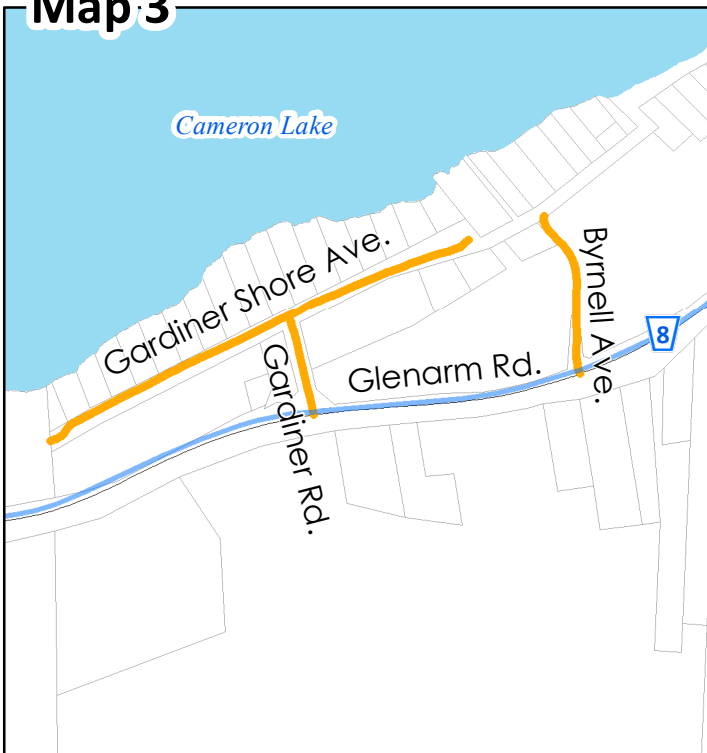 Map 3
Cameron Lake
Gardiner Shore Ave.
Byrnell Ave.
8
Glenarm Rd.
Gardiner Rd.